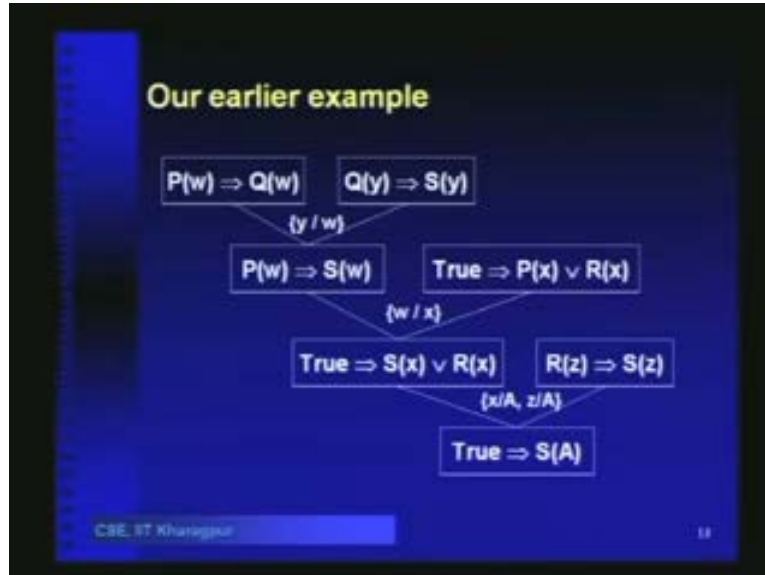 Our earlier example
P(w) ⇒ Q(w) Q(y) ⇒ S(y)
{y / w}
P(w) ⇒ S(w) True ⇒ P(x) ∨ R(x)
{w / x}
True ⇒ S(x) ∨ R(x) R(z) ⇒ S(z)
{x/A, z/A}
True ⇒ S(A)
CSE, IIT Kharagpur